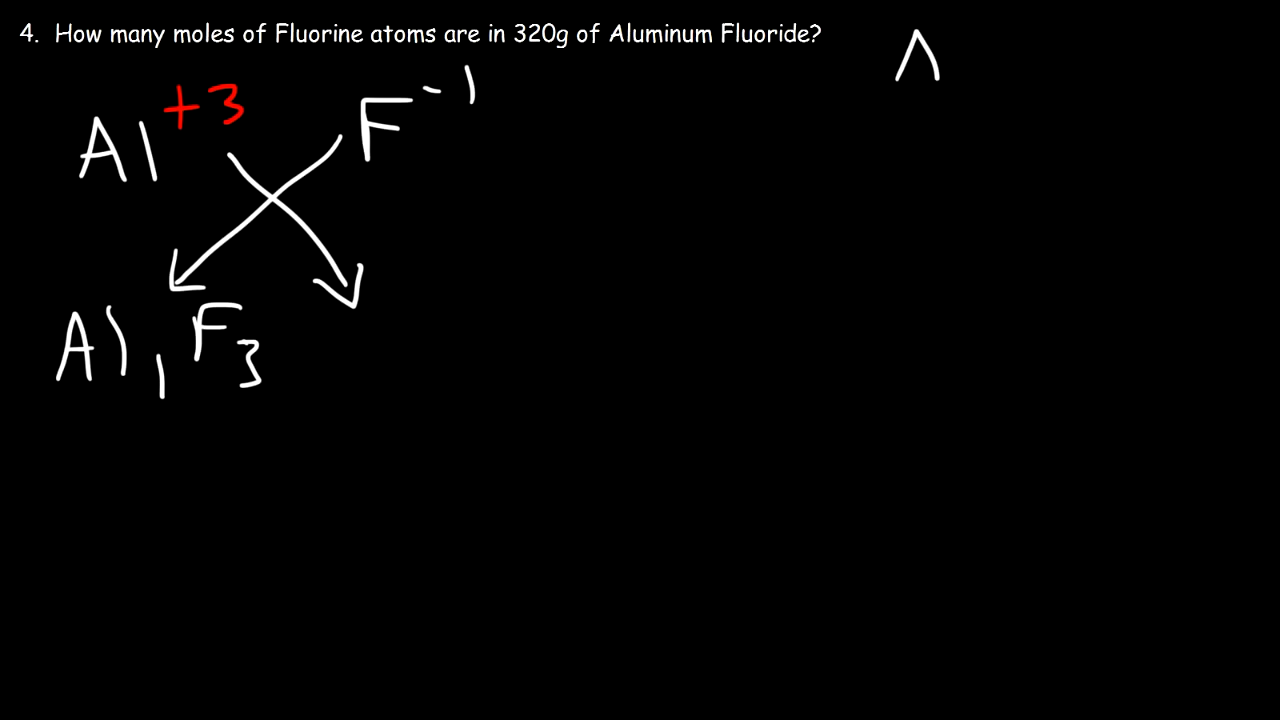 4. How many moles of Fluorine atoms are in 320g of Aluminum Fluoride?
Al+3 F-1
Al1F3